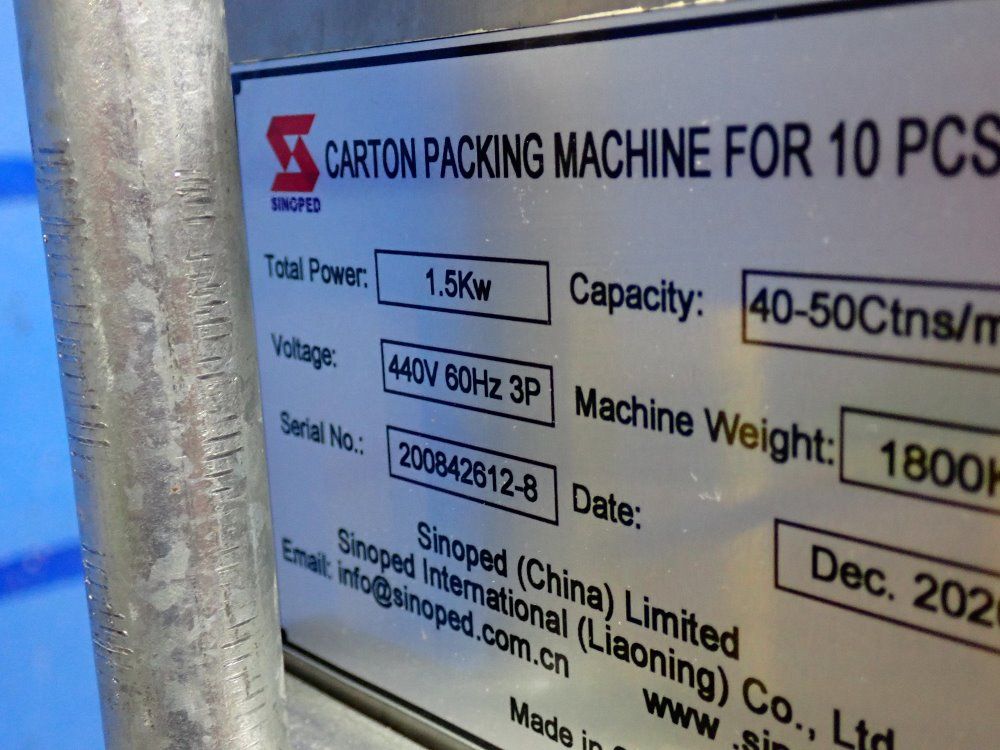 CARTON PACKING MACHINE FOR 10 PCS
SINOPED
Total Power: 1.5Kw Capacity: 40-50Ctns/m
Voltage: 440V 60Hz 3P Machine Weight: 1800K
Serial No.: 200842612-8 Date: Dec. 202
Sinoped (China) Limited
Sinoped International (Liaoning) Co., Ltd
Email: info@sinoped.com.cn www .sin
Made in